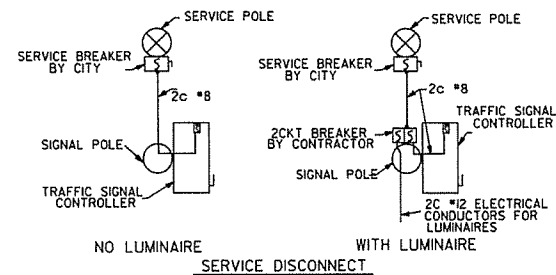 SERVICE POLE
SERVICE BREAKER
BY CITY
2c #8
SIGNAL POLE
TRAFFIC SIGNAL
CONTROLLER
NO LUMINAIRE
SERVICE POLE
SERVICE BREAKER
BY CITY
2c #8
TRAFFIC SIGNAL
CONTROLLER
2CKT BREAKER
BY CONTRACTOR
SIGNAL POLE
2C #12 ELECTRICAL
CONDUCTORS FOR
LUMINAIRES
WITH LUMINAIRE
SERVICE DISCONNECT